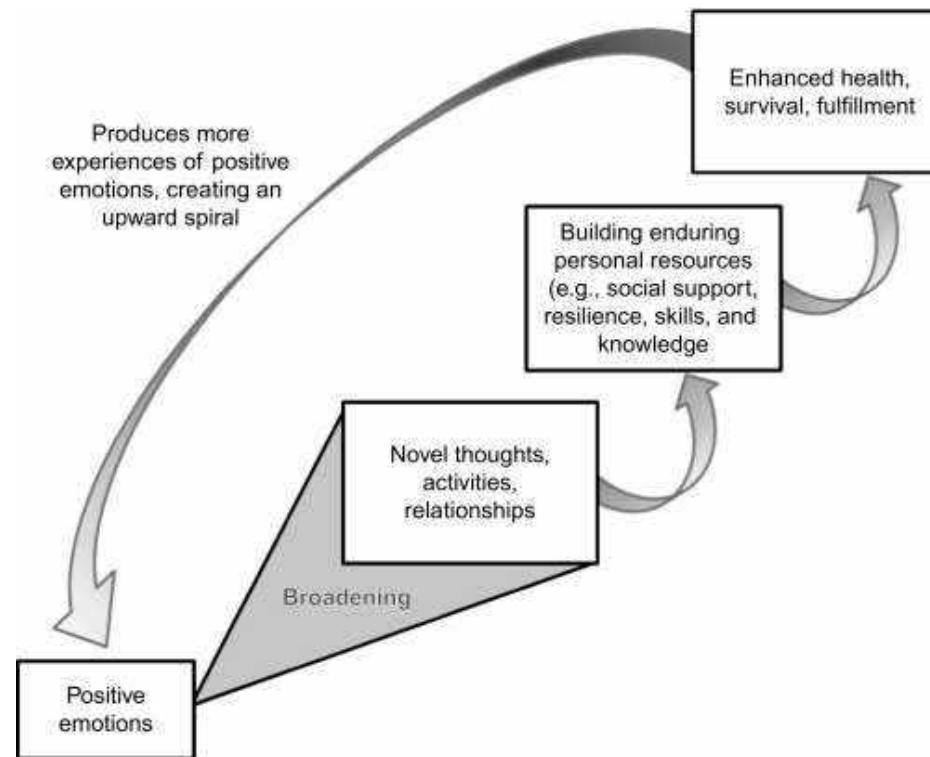 Enhanced health,
survival, fulfillment
Produces more
experiences of positive
emotions, creating an
upward spiral
Building enduring
personal resources
(e.g., social support,
resilience, skills, and
knowledge
Novel thoughts,
activities,
relationships
Broadening
Positive
emotions